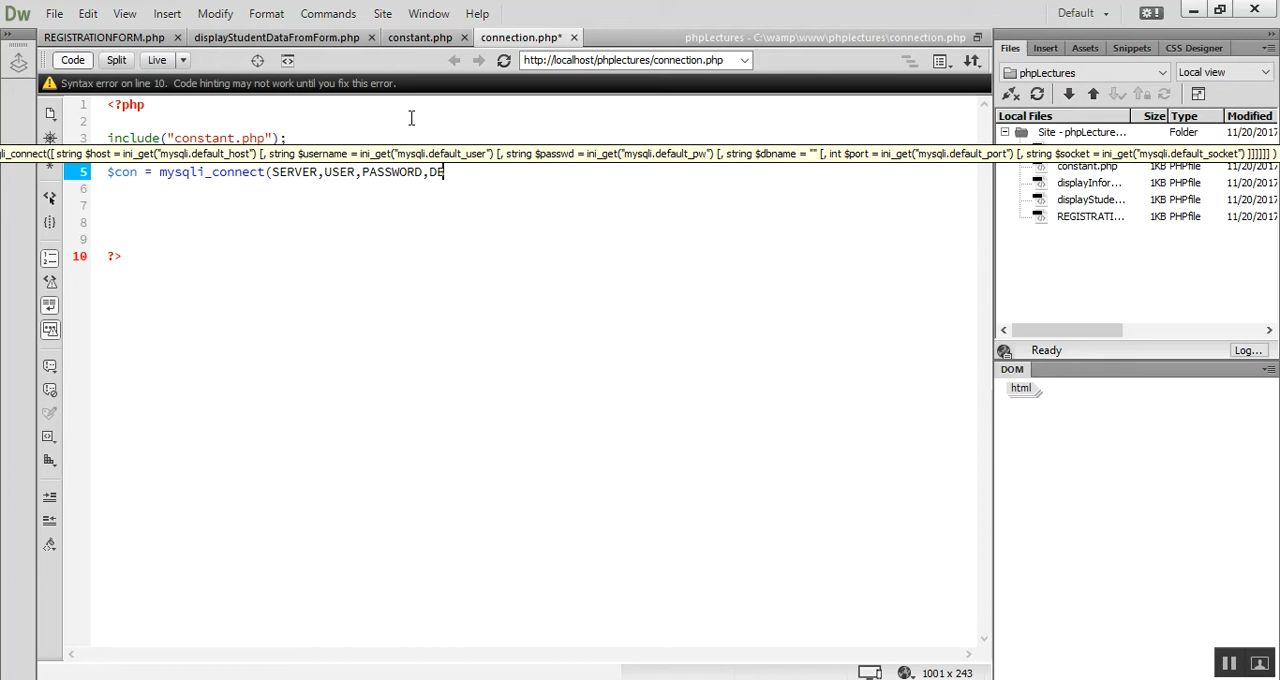 Dw File Edit View Insert Modify Format Commands Site Window Help Default
REGISTRATIONFORM.php × displayStudentDataFromForm.php × constant.php × connection.php* × phpLectures - C:\wamp\www\phplectures\connection.php
Code Split Live http://localhost/phplectures/connection.php
Syntax error on line 10. Code hinting may not work until you fix this error.
1 <?php
2
3 include("constant.php");
li_connect([ string $host = ini_get("mysqli.default_host") [, string $username = ini_get("mysqli.default_user") [, string $passwd = ini_get("mysqli.default_pw") [, string $dbname = "" [, int $port = ini_get("mysqli.default_port") [, string $socket = ini_get("mysqli.default_socket") ]]]]]] )
5 $con = mysqli_connect(SERVER,USER,PASSWORD,DE
6
7
8
9
10 ?>
Files Insert Assets Snippets CSS Designer
phpLectures Local view
Local Files Size Type Modified
Site - phpLecture... Folder 11/20/2017
constant.php 1KB PHPfile 11/20/2017
displayInfor... 1KB PHPfile 11/20/2017
displayStude... 1KB PHPfile 11/20/2017
REGISTRATI... 1KB PHPfile 11/20/2017
Ready Log...
DOM
html
1001 x 243